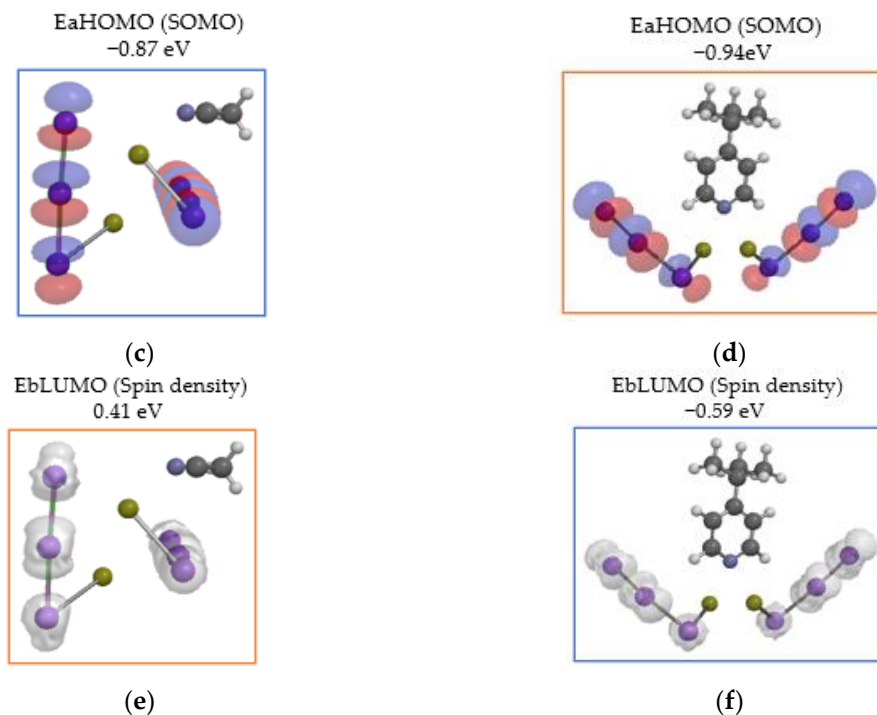 EaHOMO (SOMO)
−0.87 eV
EaHOMO (SOMO)
−0.94eV
(c)
(d)
EbLUMO (Spin density)
0.41 eV
EbLUMO (Spin density)
−0.59 eV
(e)
(f)